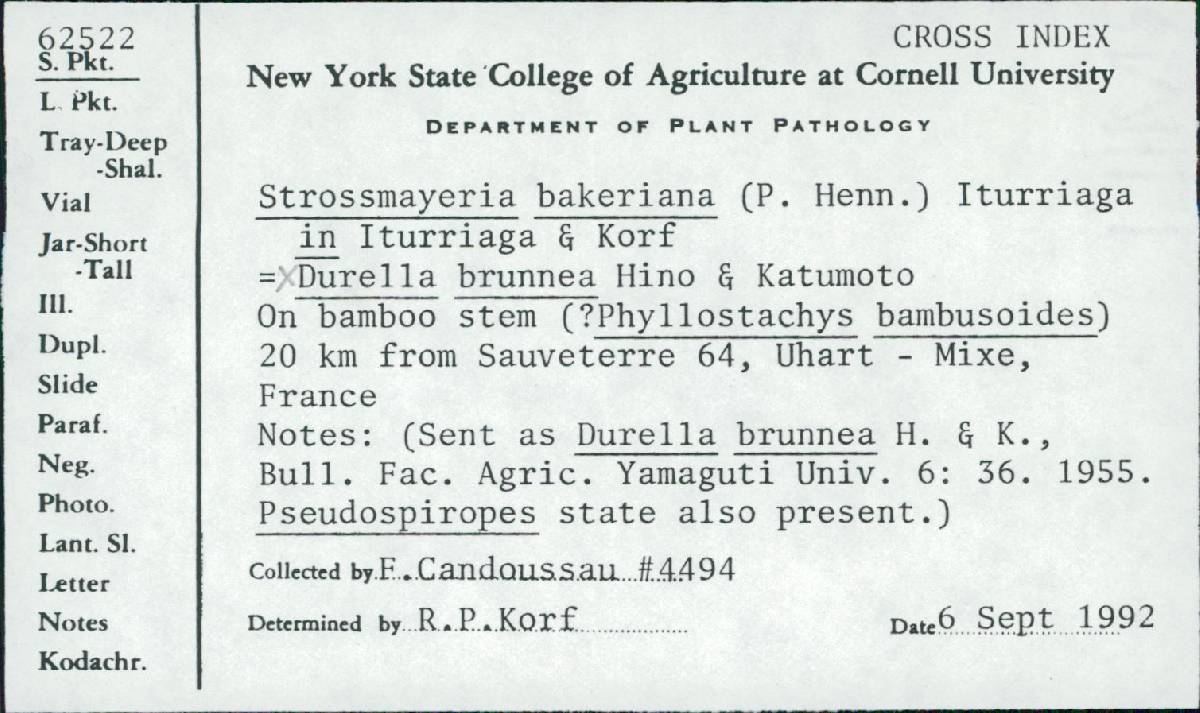 62522
S. Pkt.
L. Pkt.
Tray-Deep
-Shal.
Vial
Jar-Short
-Tall
Ill.
Dupl.
Slide
Paraf.
Neg.
Photo.
Lant. Sl.
Letter
Notes
Kodachr.
CROSS INDEX
New York State College of Agriculture at Cornell University
DEPARTMENT OF PLANT PATHOLOGY
Strossmayeria bakeriana (P. Henn.) Iturriaga
in Iturriaga & Korf
=XDurella brunnea Hino & Katumoto
On bamboo stem (?Phyllostachys bambusoides)
20 km from Sauveterre 64, Uhart - Mixe,
France
Notes: (Sent as Durella brunnea H. & K.,
Bull. Fac. Agric. Yamaguti Univ. 6: 36. 1955.
Pseudospiropes state also present.)
Collected by F. Candoussau #4494
Determined by R.P.Korf Date 6 Sept 1992